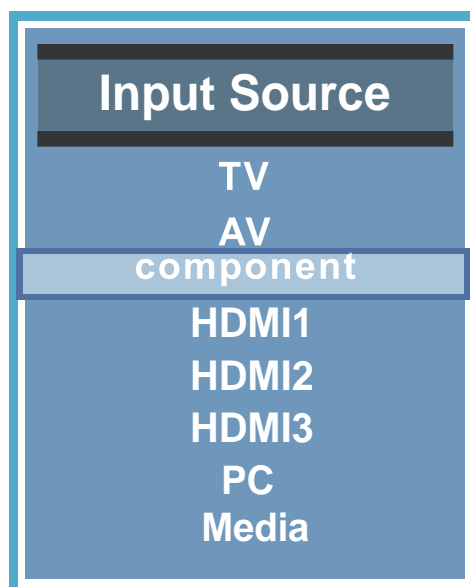 Input Source
TV
AV
component
HDMI1
HDMI2
HDMI3
PC
Media